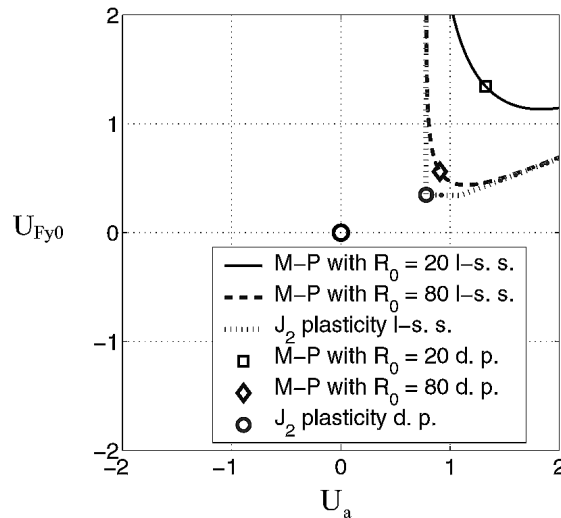 2
1
U_Fy0
0
M−P with R_0 = 20 l−s. s.
M−P with R_0 = 80 l−s. s.
J_2 plasticity l−s. s.
M−P with R_0 = 20 d. p.
M−P with R_0 = 80 d. p.
J_2 plasticity d. p.
−1
−2
−2 −1 0 1 2
U_a